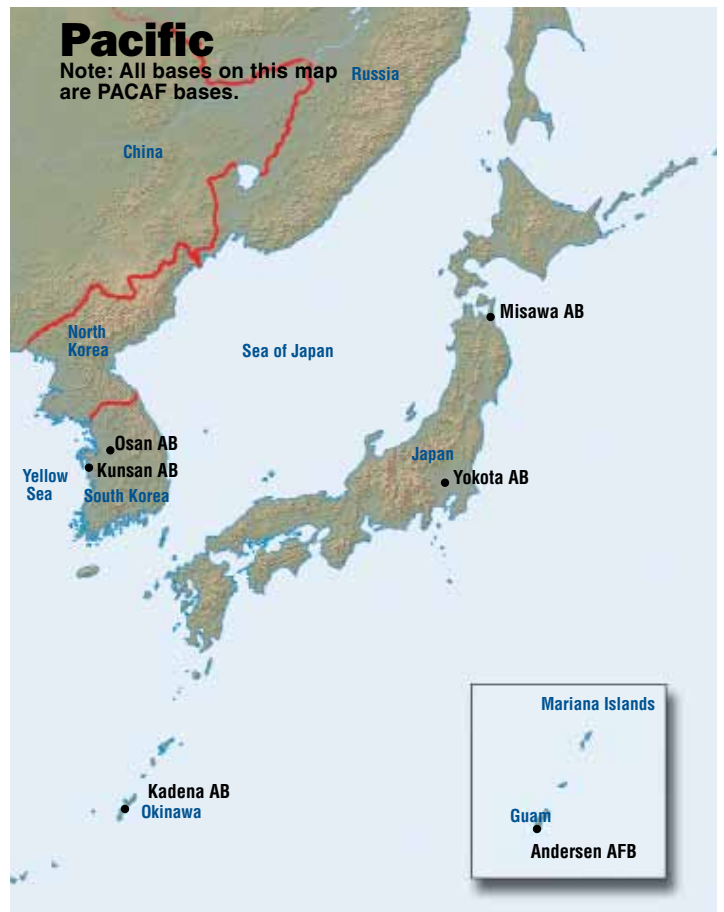 Pacific
Note: All bases on this map
are PACAF bases.
Russia
China
Misawa AB
North
Korea
Sea of Japan
Osan AB
Kunsan AB
Yellow
Sea
South Korea
Japan
Yokota AB
Mariana Islands
Kadena AB
Okinawa
Guam
Andersen AFB